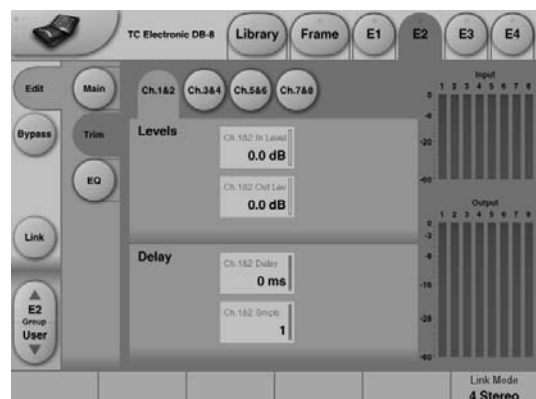 TC Electronic DB-8
Library
Frame
E1
E2
E3
E4
Edit
Main
Ch.1&2
Ch.3&4
Ch.5&6
Ch.7&8
Input
1 2 3 4 5 6 7 8
0
Bypass
Trim
Levels
Ch. 1&2 In Level
0.0 dB
-20
EQ
Ch. 1&2 Out Lev
0.0 dB
-60
Output
1 2 3 4 5 6 7 8
0
-3
Link
Delay
Ch. 1&2 Delay
0 ms
-16
E2
Group
User
Ch. 1&2 Smpls
1
-28
-60
Link Mode
4 Stereo